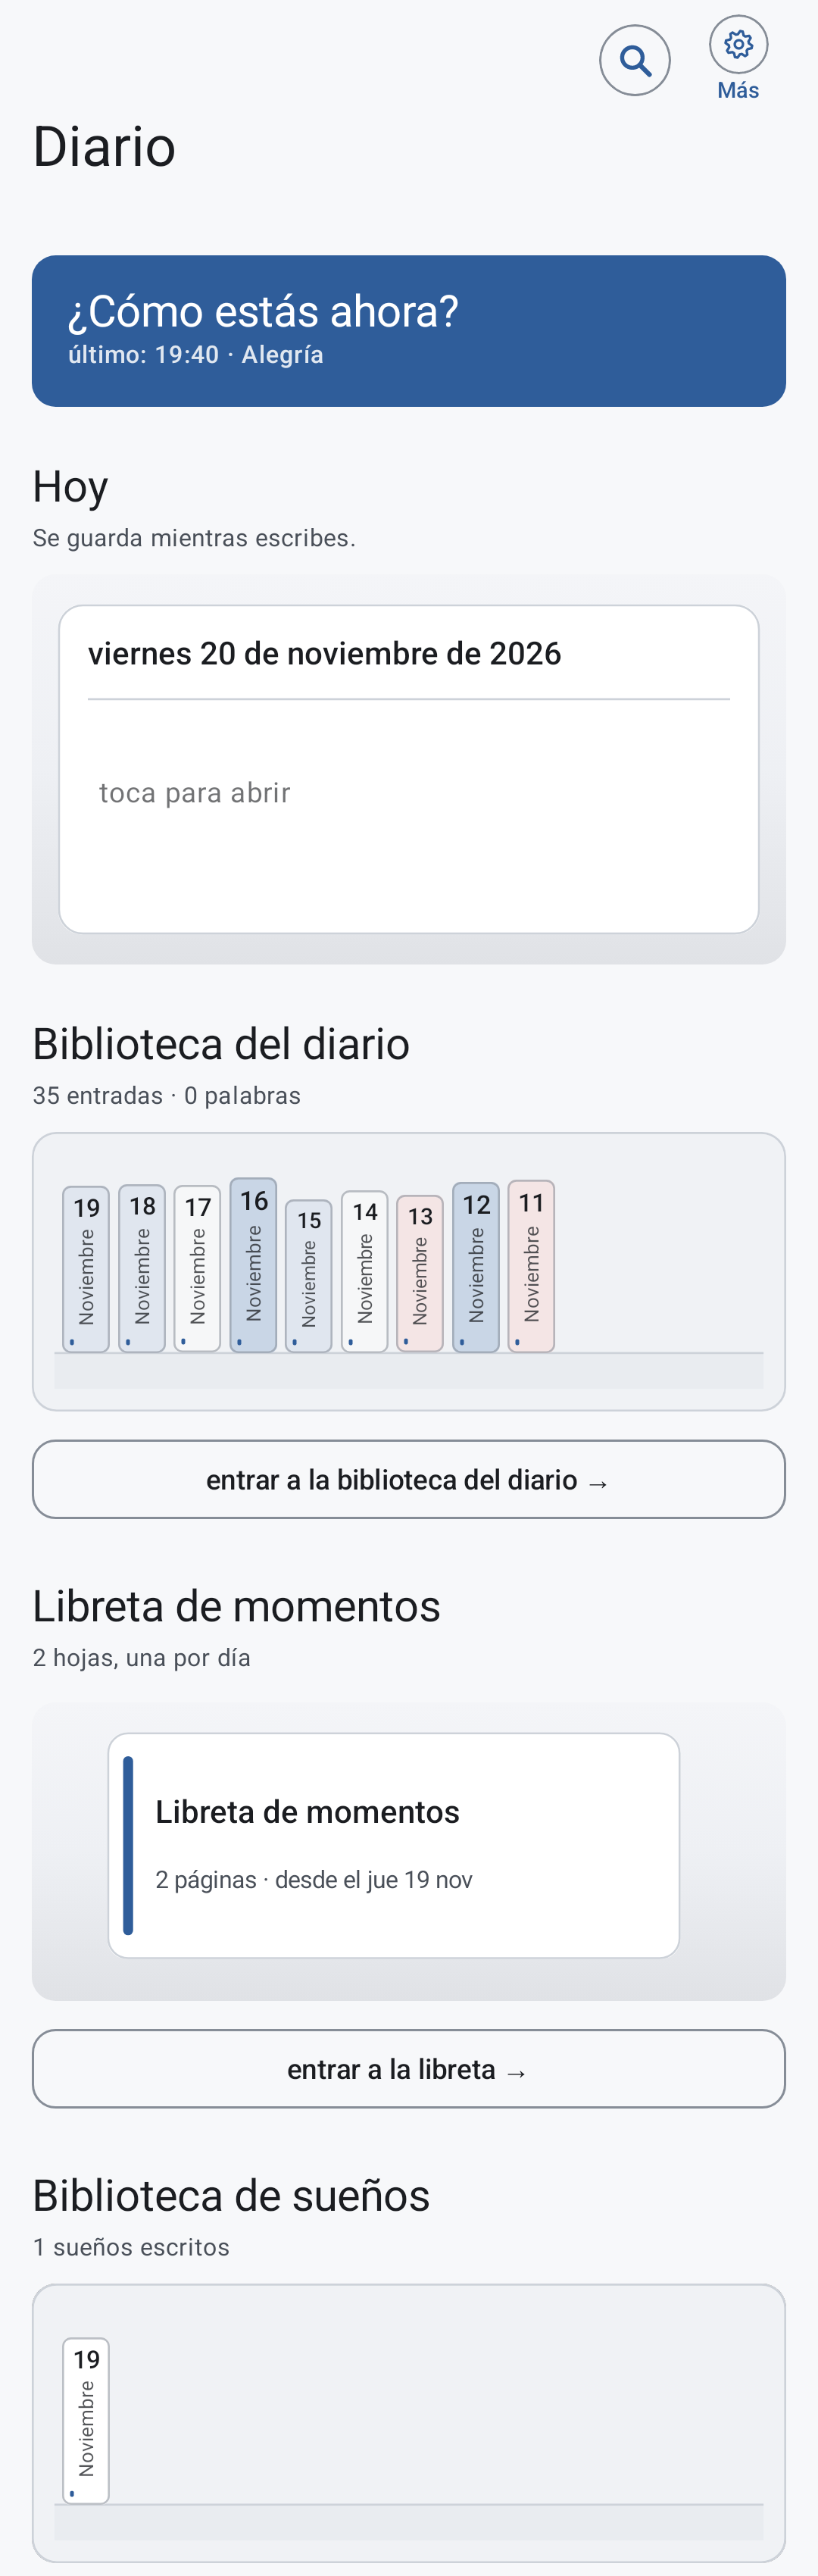 Más
Diario
¿Cómo estás ahora?
último: 19:40 · Alegría
Hoy
Se guarda mientras escribes.
viernes 20 de noviembre de 2026
toca para abrir
Biblioteca del diario
35 entradas · 0 palabras
19 Noviembre
18 Noviembre
17 Noviembre
16 Noviembre
15 Noviembre
14 Noviembre
13 Noviembre
12 Noviembre
11 Noviembre
entrar a la biblioteca del diario →
Libreta de momentos
2 hojas, una por día
Libreta de momentos
2 páginas · desde el jue 19 nov
entrar a la libreta →
Biblioteca de sueños
1 sueños escritos
19 Noviembre